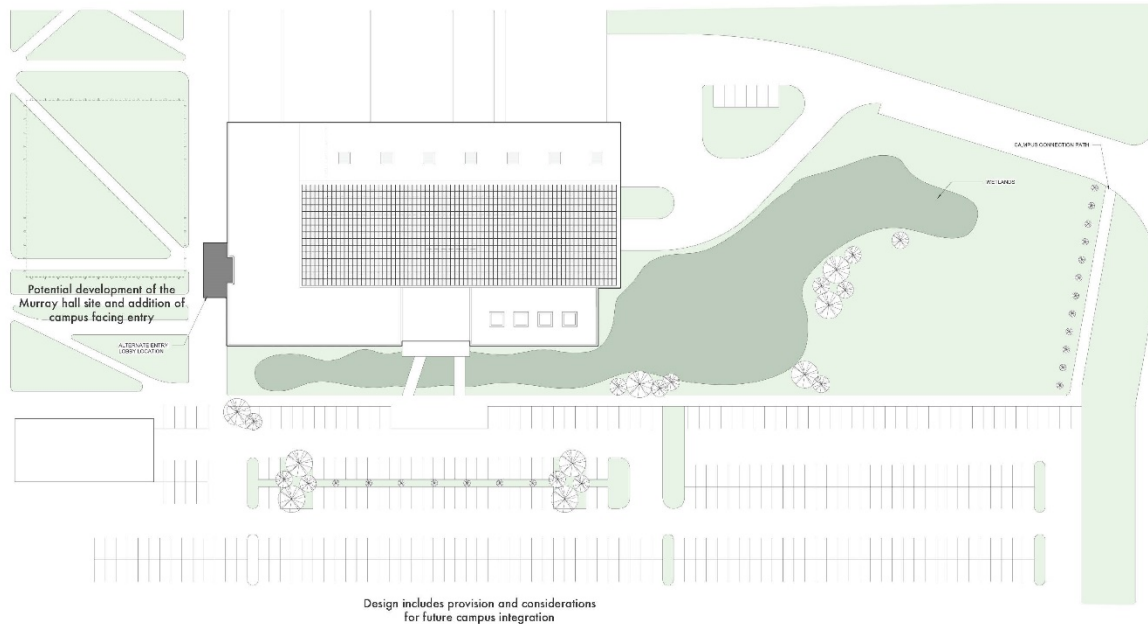 CAMPUS CONNECTION PATH
WETLANDS
Potential development of the
Murray hall site and addition of
campus facing entry
ALTERNATE ENTRY
LOBBY LOCATION
Design includes provision and considerations
for future campus integration